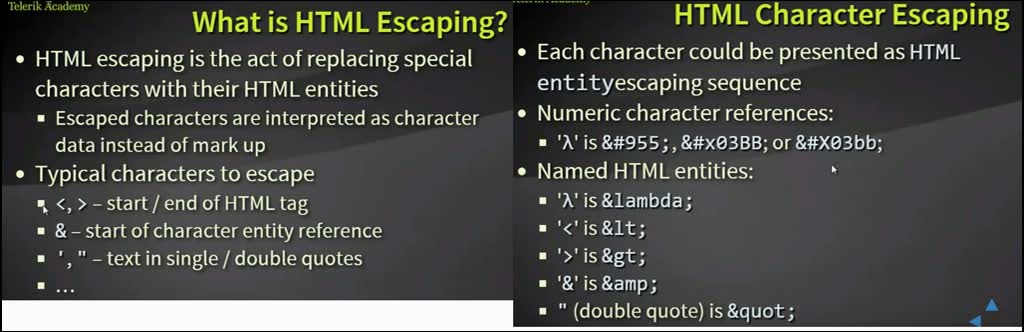 Telerik Academy
What is HTML Escaping?
• HTML escaping is the act of replacing special
characters with their HTML entities
▪ Escaped characters are interpreted as character
data instead of mark up
• Typical characters to escape
▪ <, > – start / end of HTML tag
▪ & – start of character entity reference
▪ ', " – text in single / double quotes
▪ ...
Telerik Academy
HTML Character Escaping
• Each character could be presented as HTML
entityescaping sequence
• Numeric character references:
▪ 'λ' is &#955;, &#x03BB; or &#X03bb;
• Named HTML entities:
▪ 'λ' is &lambda;
▪ '<' is &lt;
▪ '>' is &gt;
▪ '&' is &amp;
▪ " (double quote) is &quot;